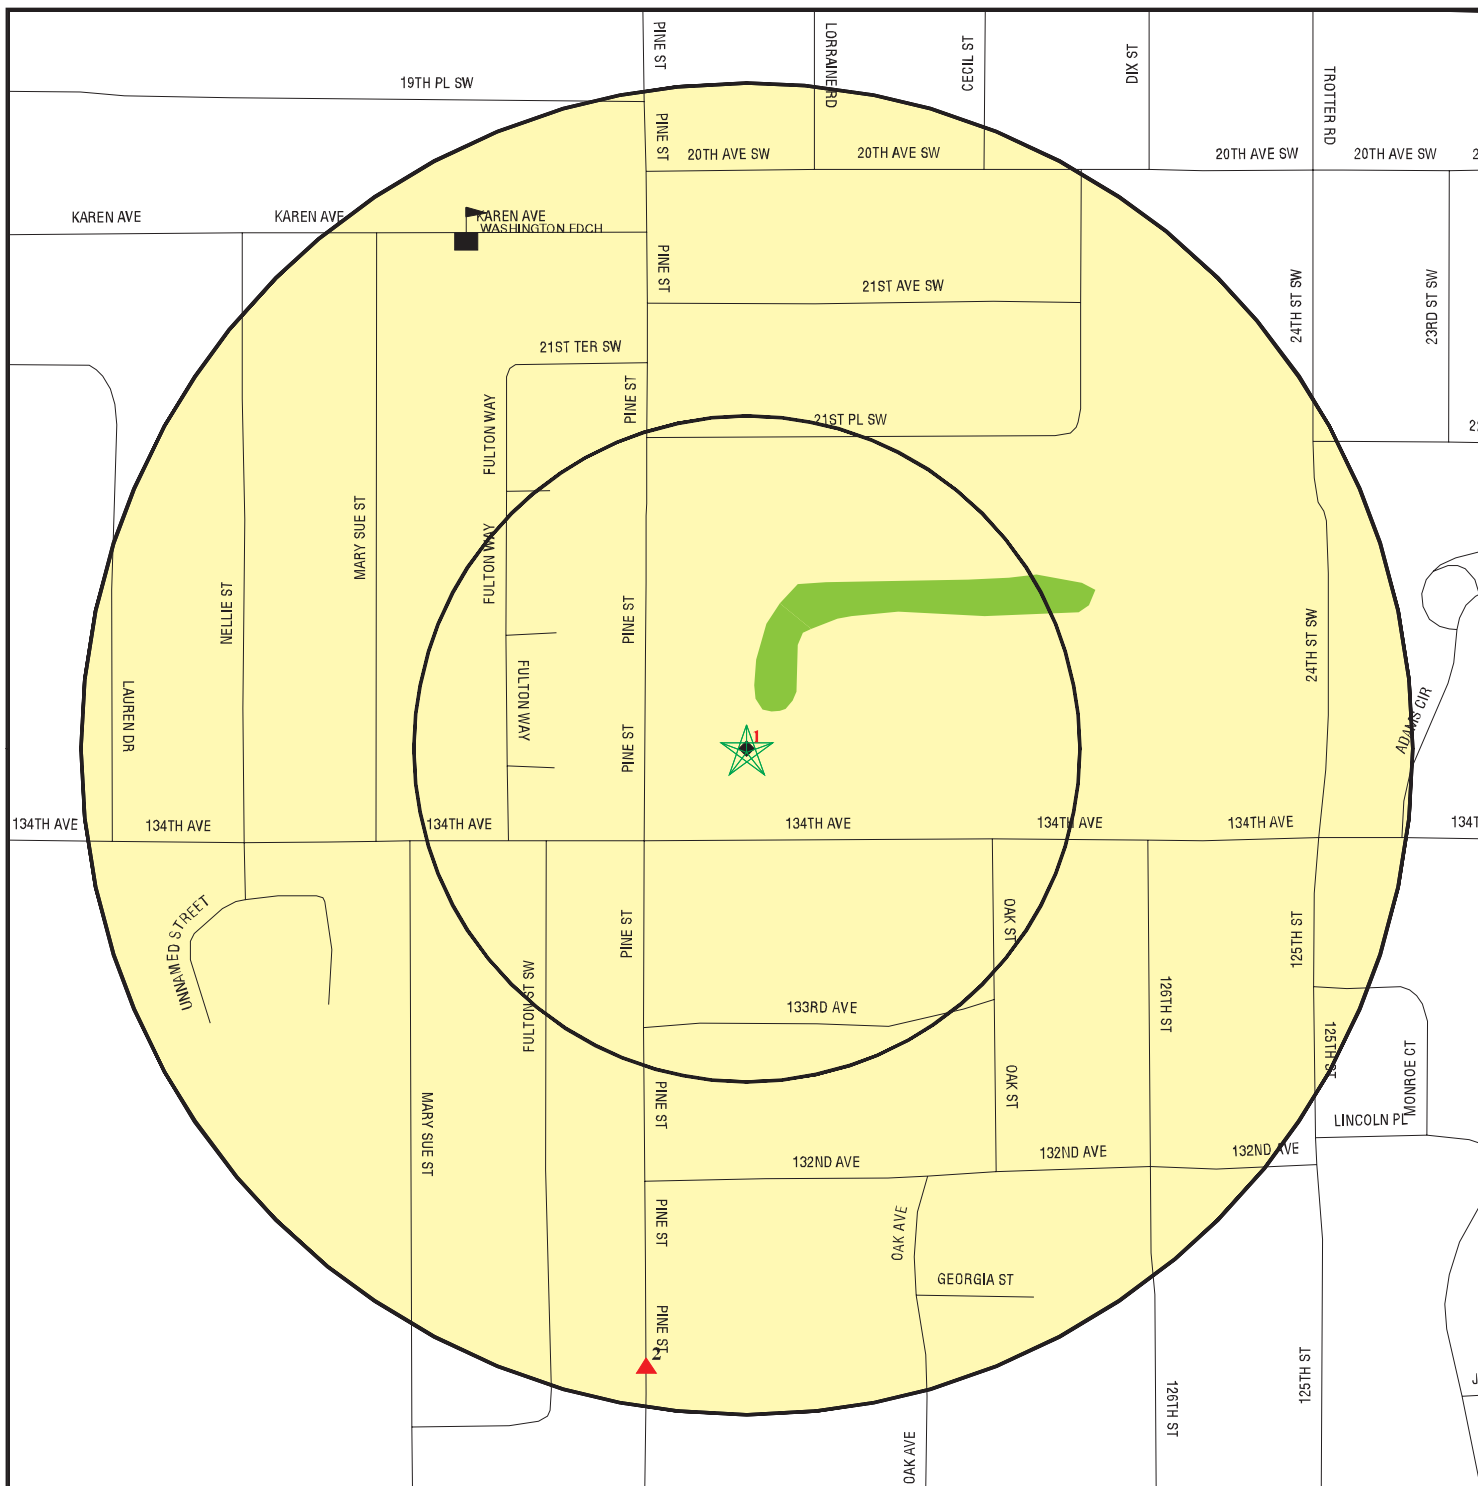 PINE ST
LORRAINE RD
CECIL ST
DIX ST
TROTTER RD
19TH PL SW
PINE ST
20TH AVE SW
20TH AVE SW
20TH AVE SW
20TH AVE SW
2
KAREN AVE
KAREN AVE
KAREN AVE
WASHINGTON EDCH
PINE ST
21ST AVE SW
24TH ST SW
23RD ST SW
21ST TER SW
PINE ST
FULTON WAY
21ST PL SW
22
MARY SUE ST
FULTON WAY
NELLIE ST
PINE ST
24TH ST SW
LAUREN DR
FULTON WAY
PINE ST
1
ADAMS CIR
134TH AVE
134TH AVE
134TH AVE
134TH AVE
134TH AVE
134TH AVE
134T
UNNAMED STREET
PINE ST
OAK ST
125TH ST
FULTON ST SW
133RD AVE
126TH ST
125TH ST
MONROE CT
MARY SUE ST
PINE ST
OAK ST
LINCOLN PL
132ND AVE
132ND AVE
132ND AVE
PINE ST
OAK AVE
GEORGIA ST
PINE ST
2
126TH ST
125TH ST
J
OAK AVE